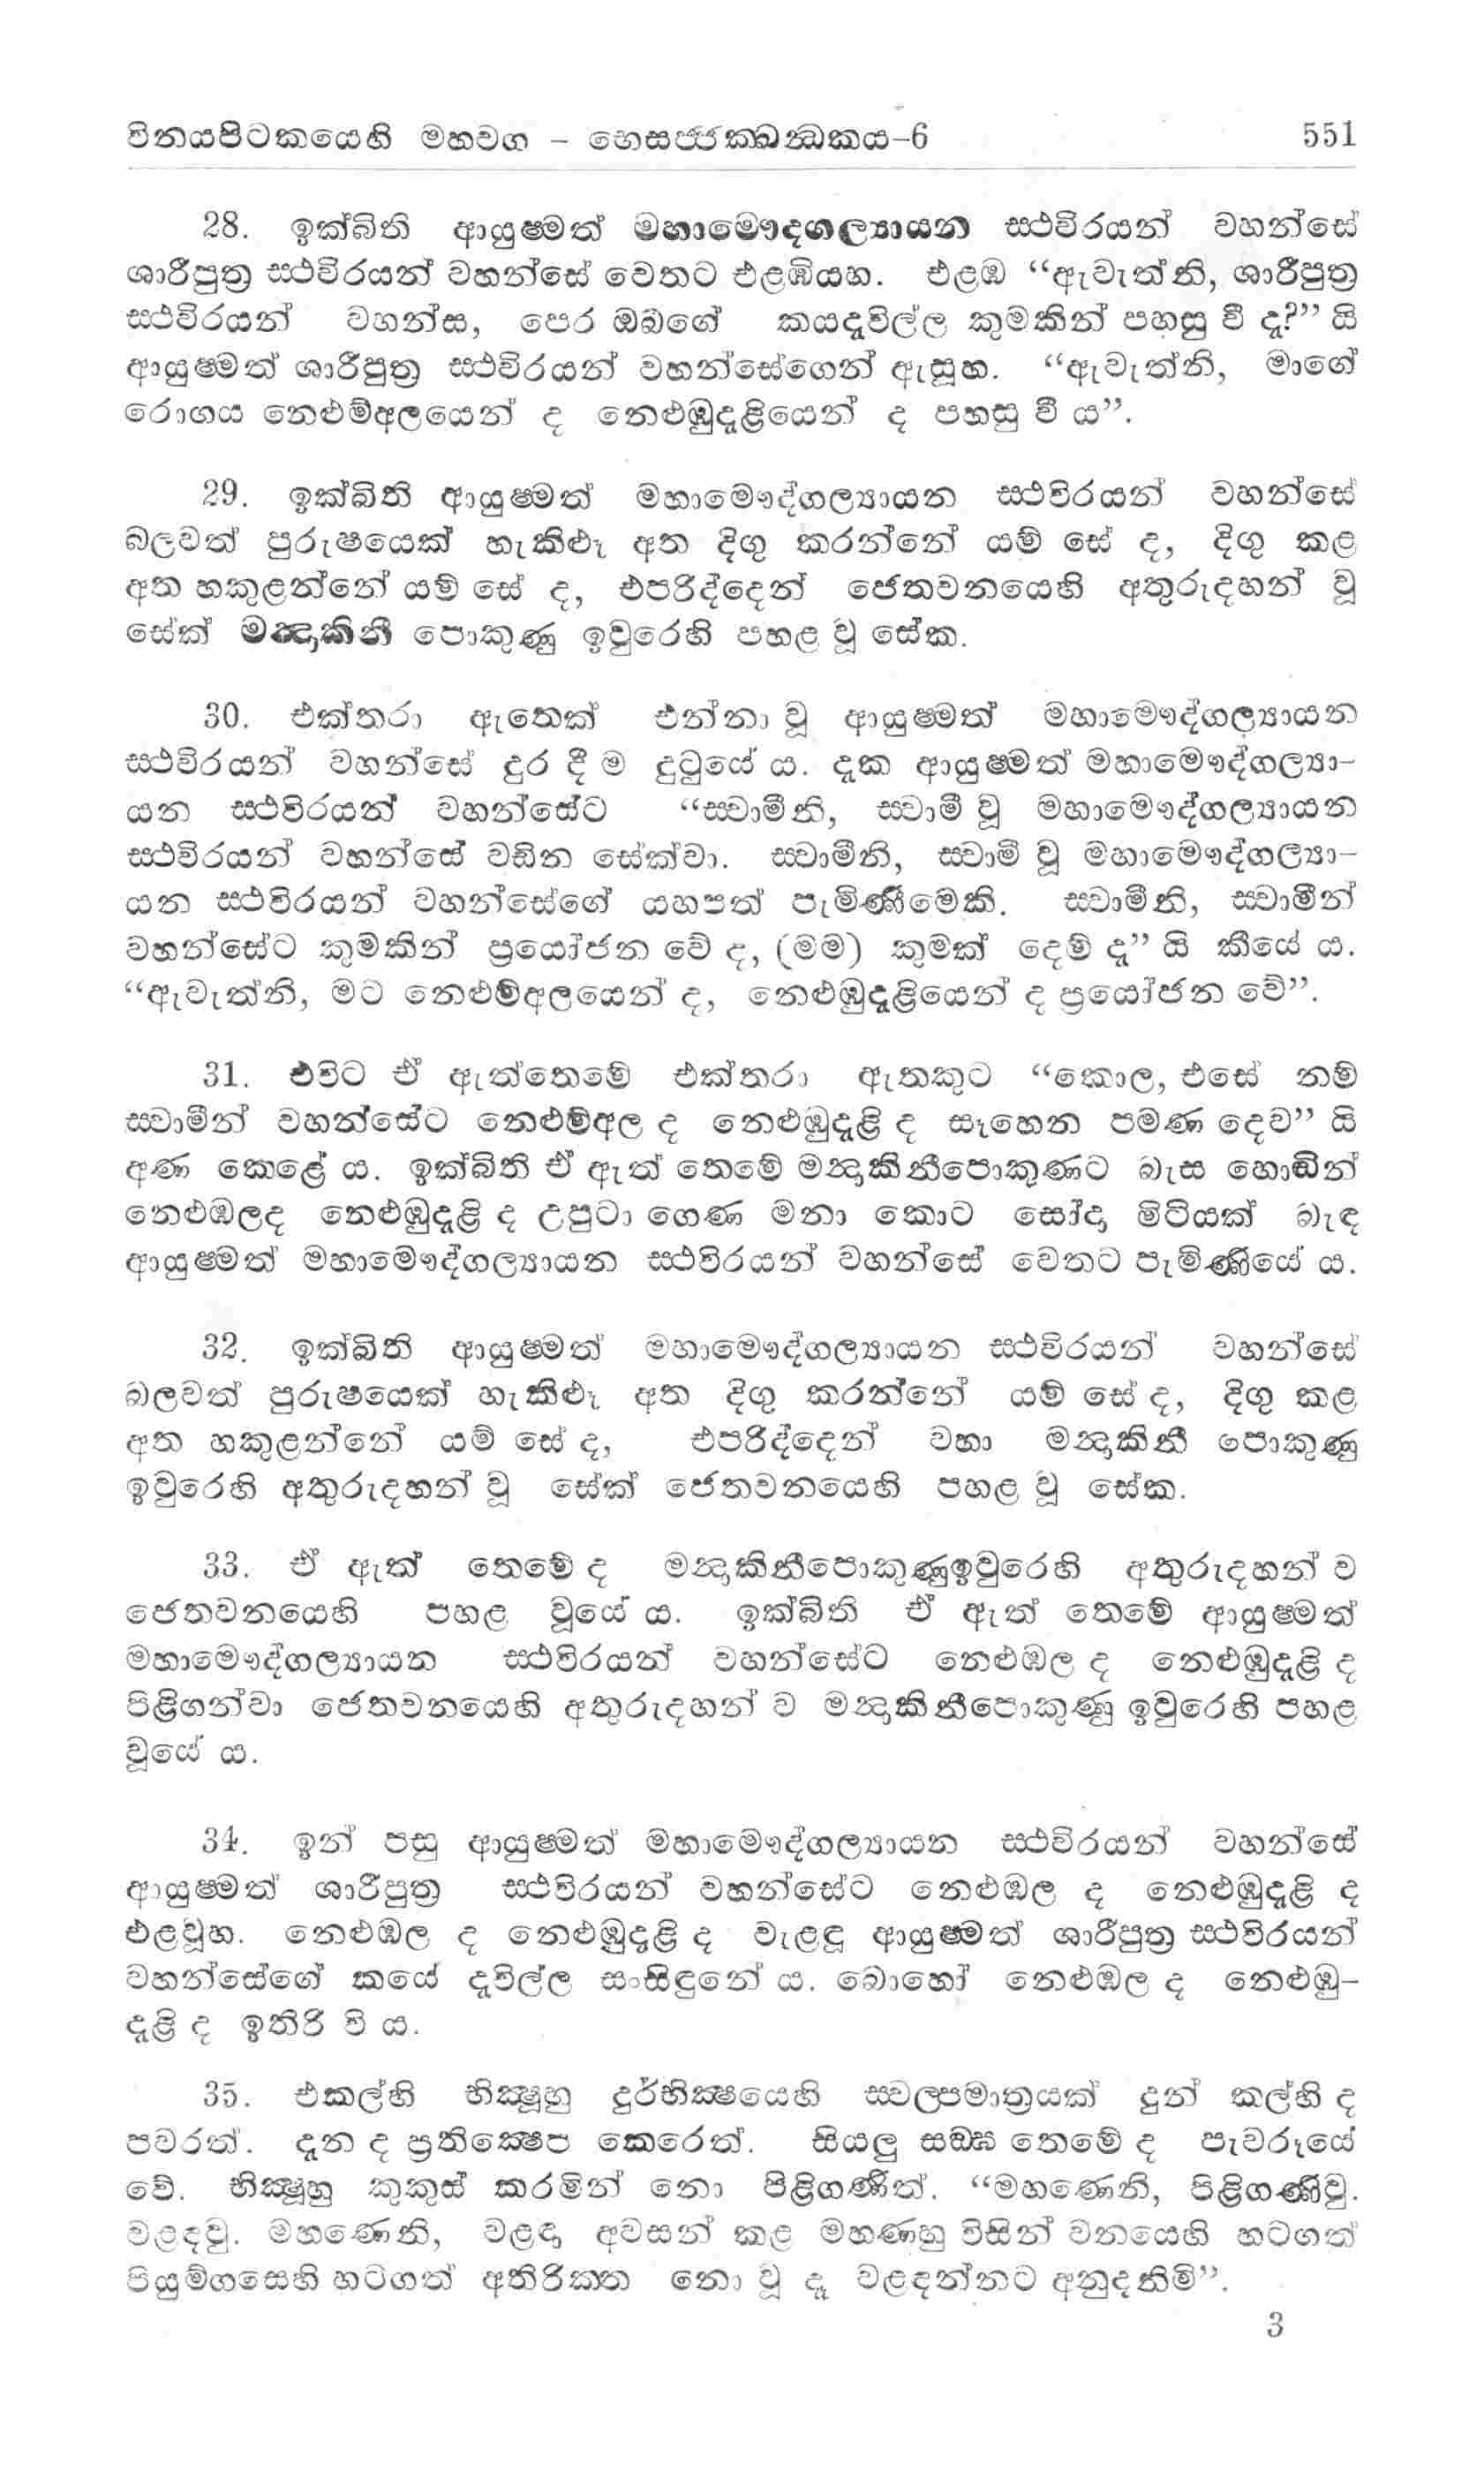 විනයපිටකයෙහි මහවග – භෙසජ්ජක්ඛන්ධකය–6 551
28. ඉක්බිති ආයුෂ්මත් මහාමෞද්ගල්‍යායන ස්ථවිරයන් වහන්සේ
ශාරීපුත්‍ර ස්ථවිරයන් වහන්සේ වෙතට එළඹියහ. එළඹ “ඇවැත්නි, ශාරීපුත්‍ර
ස්ථවිරයන් වහන්ස, පෙර ඔබගේ කයදැවිල්ල කුමකින් පහසු වී දැ?” යි
ආයුෂ්මත් ශාරීපුත්‍ර ස්ථවිරයන් වහන්සේගෙන් ඇසූහ. “ඇවැත්නි, මාගේ
රොගය නෙළුම්අලයෙන් ද නෙළුඹුදැළියෙන් ද පහසු වී ය”.
29. ඉක්බිති ආයුෂ්මත් මහාමෞද්ගල්‍යායන ස්ථවිරයන් වහන්සේ
බලවත් පුරුෂයෙක් හැකිළූ අත දිගු කරන්නේ යම් සේ ද, දිගු කළ
අත හකුළන්නේ යම් සේ ද, එපරිද්දෙන් ජෙතවනයෙහි අතුරුදහන් වූ
සේක් මන්‍දාකිනී පොකුණු ඉවුරෙහි පහළ වූ සේක.
30. එක්තරා ඇතෙක් එන්නා වූ ආයුෂ්මත් මහාමෞද්ගල්‍යායන
ස්ථවිරයන් වහන්සේ දුර දී ම දුටුයේ ය. දැක ආයුෂ්මත් මහාමෞද්ගල්‍යා–
යන ස්ථවිරයන් වහන්සේට “ස්වාමීනි, ස්වාමී වූ මහාමෞද්ගල්‍යායන
ස්ථවිරයන් වහන්සේ වඩිත සේක්වා. ස්වාමීනි, ස්වාමී වූ මහාමෞද්ගල්‍යා–
යන ස්ථවිරයන් වහන්සේගේ යහපත් පැමිණීමෙකි. ස්වාමීනි, ස්වාමීන්
වහන්සේට කුමකින් ප්‍රයෝජන වේ ද, (මම) කුමක් දෙම් දැ” යි කීයේ ය.
“ඇවැත්නි, මට නෙළුම්අලයෙන් ද, නෙළුඹුදැළියෙන් ද ප්‍රයෝජන වේ”.
31. එවිට ඒ ඇත්තෙමේ එක්තරා ඇතකුට “කොල, එසේ නම්
ස්වාමීන් වහන්සේට නෙළුම්අල ද නෙළුඹුදැළි ද සෑහෙන පමණ දෙව” යි
අණ කෙළේ ය. ඉක්බිති ඒ ඇත් තෙමේ මන්‍දාකිනීපොකුණට බැස හොඬින්
නෙළුඹලද නෙළුඹුදැළි ද උපුටා ගෙණ මනා කොට සෝදා මිටියක් බැඳ
ආයුෂ්මත් මහාමෞද්ගල්‍යායන ස්ථවිරයන් වහන්සේ වෙතට පැමිණියේ ය.
32. ඉක්බිති ආයුෂ්මත් මහාමෞද්ගල්‍යායන ස්ථවිරයන් වහන්සේ
බලවත් පුරුෂයෙක් හැකිළූ අත දිගු කරන්නේ යම් සේ ද, දිගු කළ
අත හකුළන්නේ යම් සේ ද, එපරිද්දෙන් වහා මන්‍දාකිනී පොකුණු
ඉවුරෙහි අතුරුදහන් වූ සේක් ජෙතවනයෙහි පහළ වූ සේක.
33. ඒ ඇත් තෙමේ ද මන්‍දාකිනීපොකුණුඉවුරෙහි අතුරුදහන් ව
ජෙතවනයෙහි පහළ වූයේ ය. ඉක්බිති ඒ ඇත් තෙමේ ආයුෂ්මත්
මහාමෞද්ගල්‍යායන ස්ථවිරයන් වහන්සේට නෙළුඹල ද නෙළුඹුදැළි ද
පිළිගන්වා ජෙතවනයෙහි අතුරුදහන් ව මන්‍දාකිනීපොකුණු ඉවුරෙහි පහළ
වූයේ ය.
34. ඉන් පසු ආයුෂ්මත් මහාමෞද්ගල්‍යායන ස්ථවිරයන් වහන්සේ
ආයුෂ්මත් ශාරීපුත්‍ර ස්ථවිරයන් වහන්සේට නෙළුඹල ද නෙළුඹුදැළි ද
එළවූහ. නෙළුඹල ද නෙළුඹුදැළි ද වැළඳූ ආයුෂ්මත් ශාරීපුත්‍ර ස්ථවිරයන්
වහන්සේගේ කයේ දැවිල්ල සංසිඳුනේ ය. බොහෝ නෙළුඹල ද නෙළුඹු–
දැළි ද ඉතිරි වි ය.
35. එකල්හි භික්‍ෂූහු දුර්භික්‍ෂයෙහි ස්වල්පමාත්‍රයක් දුන් කල්හි ද
පවරත්. දැන ද ප්‍රතික්‍ෂෙප කෙරෙත්. සියලු සඞ්ඝ තෙමේ ද පැවරූයේ
වේ. භික්‍ෂූහු කුකුස් කරමින් නො පිළිගණිත්. “මහණෙනි, පිළිගණිවු.
වළඳවු. මහණෙනි, වළඳා අවසන් කළ මහණහු විසින් වනයෙහි හටගත්
පියුම්ගසෙහි හටගත් අතිරික්ත නො වූ දෑ වළඳන්නට අනුදනිමි”.
3